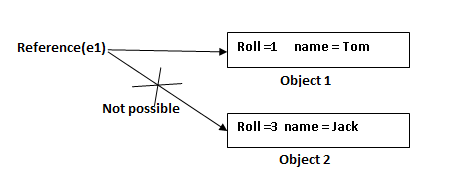 Roll =1 name = Tom
Reference(e1)
Object 1
Not possible
Roll =3 name = Jack
Object 2